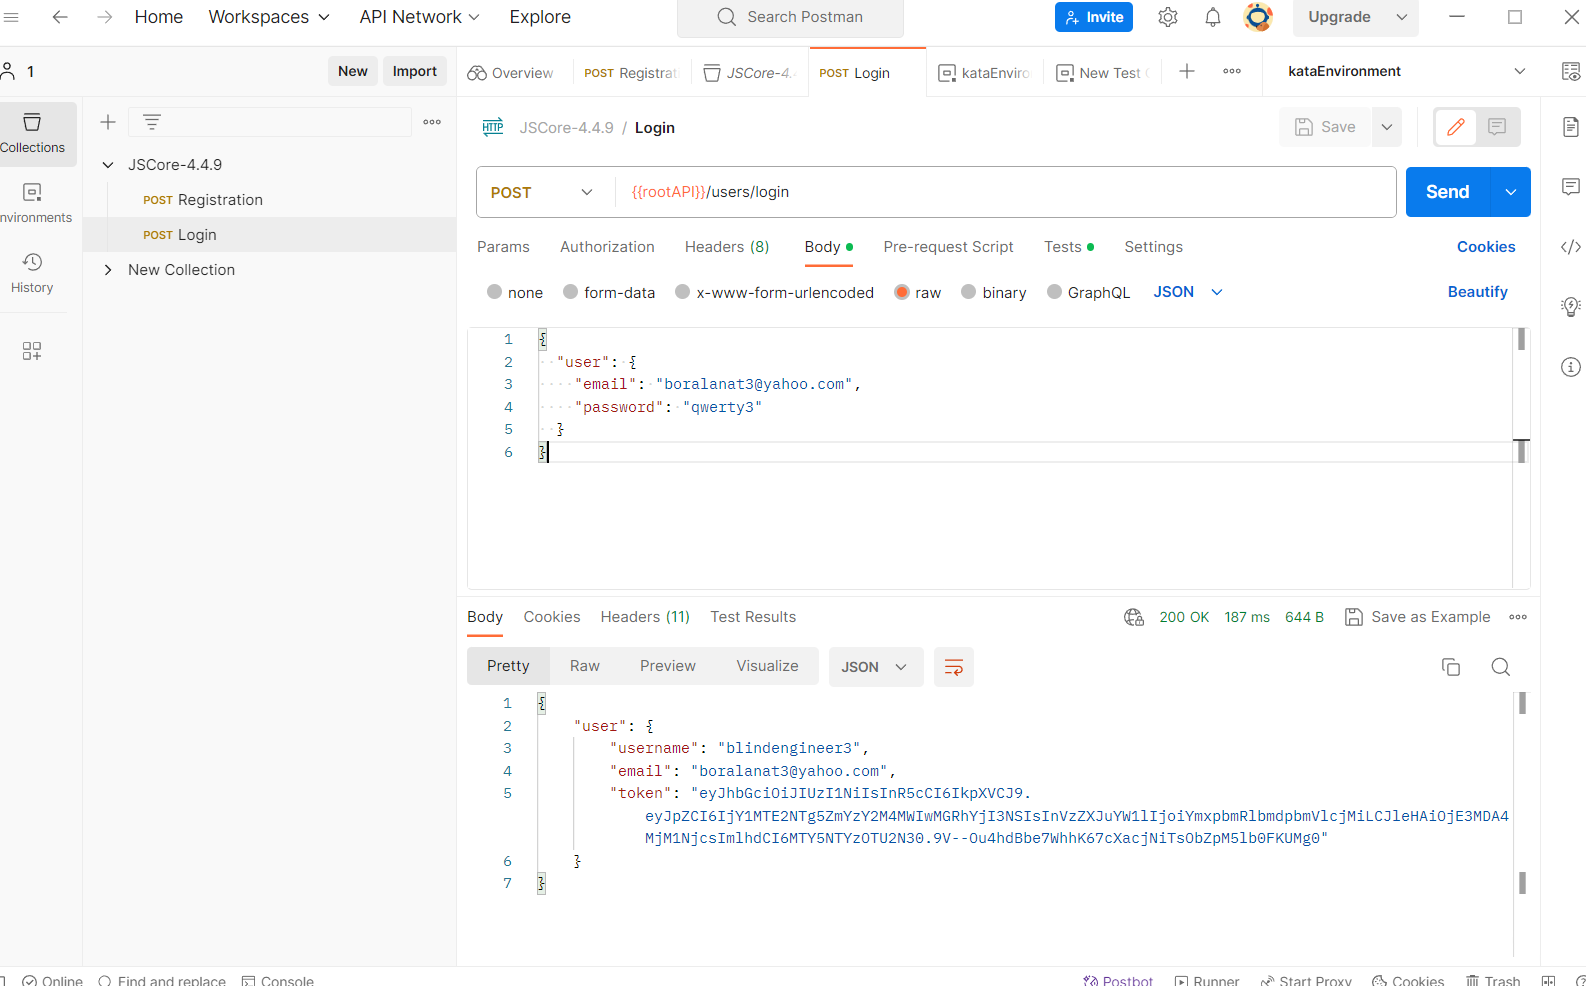 Home Workspaces API Network Explore Search Postman Invite Upgrade
1 New Import Overview POST Registra JSCore-4. POST Login kataEnviro New Test kataEnvironment
Collections
nvironments
History
JSCore-4.4.9
POST Registration
POST Login
New Collection
HTTP JSCore-4.4.9 / Login Save
POST {{rootAPI}}/users/login Send
Params Authorization Headers (8) Body Pre-request Script Tests Settings Cookies
none form-data x-www-form-urlencoded raw binary GraphQL JSON Beautify
1 {
2 "user": {
3 "email": "boralanat3@yahoo.com",
4 "password": "qwerty3"
5 }
6 }
Body Cookies Headers (11) Test Results 200 OK 187 ms 644 B Save as Example
Pretty Raw Preview Visualize JSON
1 {
2 "user": {
3 "username": "blindengineer3",
4 "email": "boralanat3@yahoo.com",
5 "token": "eyJhbGciOiJIUzI1NiIsInR5cCI6IkpXVCJ9.
eyJpZCI6IjY1MTE2NTg5ZmYzY2M4MWIwMGRhYjI3NSIsInVzZXJuYW1lIjoiYmxpbmRlbmdpbmVlcjMiLCJleHAiOjE3MDA4
MjM1NjcsImlhdCI6MTY5NTYzOTU2N30.9V--Ou4hdBbe7WhhK67cXacjNiTsObZpM5lb0FKUMg0"
6 }
7 }
Online Find and replace Console Postbot Runner Start Proxy Cookies Trash